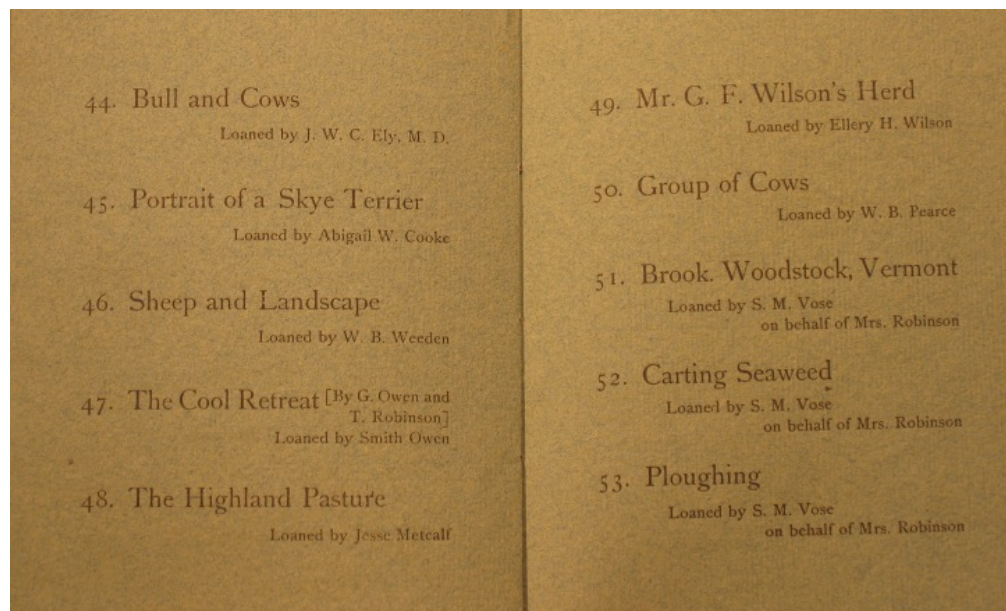 44. Bull and Cows
Loaned by J. W. C. Ely, M. D.
45. Portrait of a Skye Terrier
Loaned by Abigail W. Cooke
46. Sheep and Landscape
Loaned by W. B. Weeden
47. The Cool Retreat [By G. Owen and
T. Robinson]
Loaned by Smith Owen
48. The Highland Pasture
Loaned by Jesse Metcalf
49. Mr. G. F. Wilson's Herd
Loaned by Ellery H. Wilson
50. Group of Cows
Loaned by W. B. Pearce
51. Brook. Woodstock, Vermont
Loaned by S. M. Vose
on behalf of Mrs. Robinson
52. Carting Seaweed
Loaned by S. M. Vose
on behalf of Mrs. Robinson
53. Ploughing
Loaned by S. M. Vose
on behalf of Mrs. Robinson